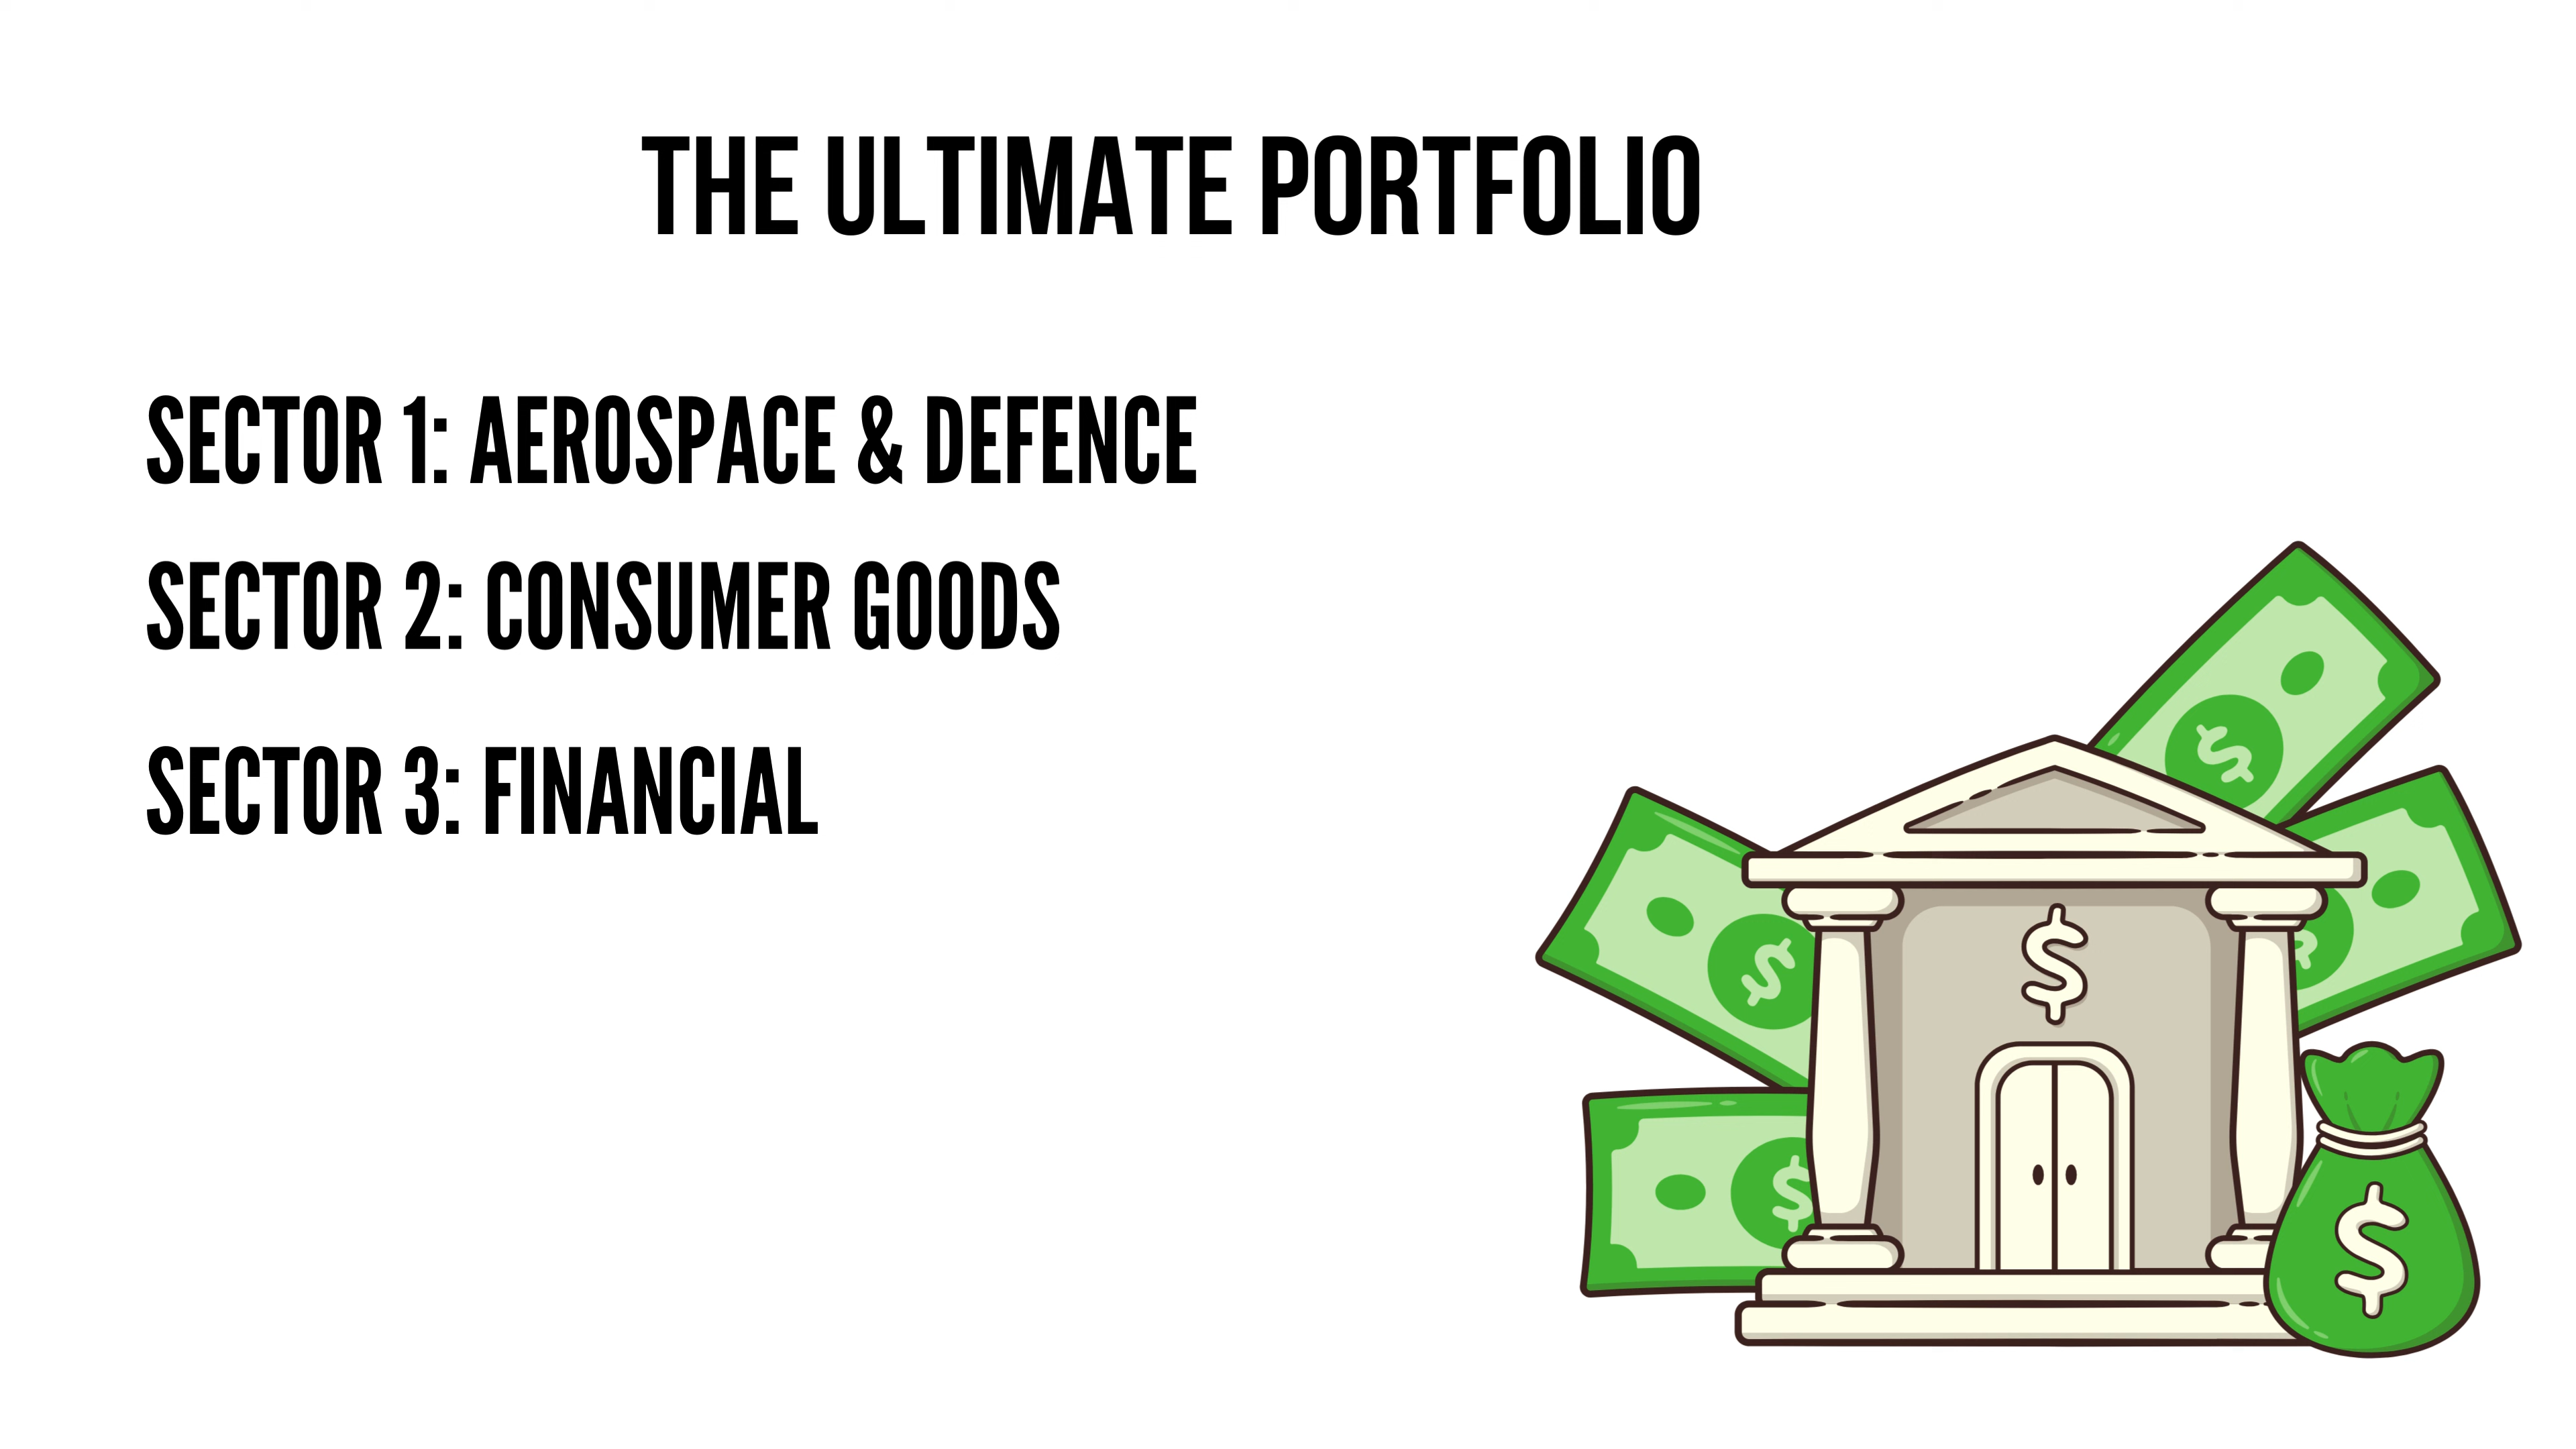 THE ULTIMATE PORTFOLIO
SECTOR 1: AEROSPACE & DEFENCE
SECTOR 2: CONSUMER GOODS
SECTOR 3: FINANCIAL
$
$
$
$
$
$